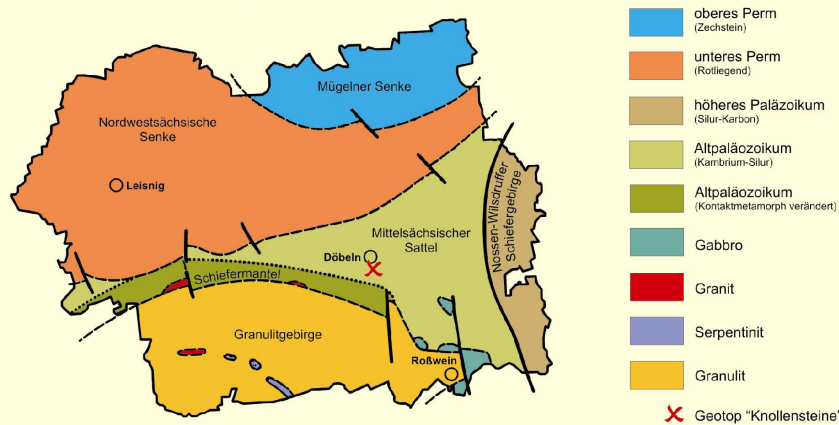 Mügelner Senke
Nordwestsächsische
Senke
Leisnig
Mittelsächsischer
Sattel
Döbeln
Nossen-Wilsdruffer
Schiefergebirge
Schiefermantel
Granulitgebirge
Roßwein
oberes Perm
(Zechstein)
unteres Perm
(Rotliegend)
höheres Paläzoikum
(Silur-Karbon)
Altpaläozoikum
(Kambrium-Silur)
Altpaläozoikum
(Kontaktmetamorph verändert)
Gabbro
Granit
Serpentinit
Granulit
Geotop "Knollensteine"